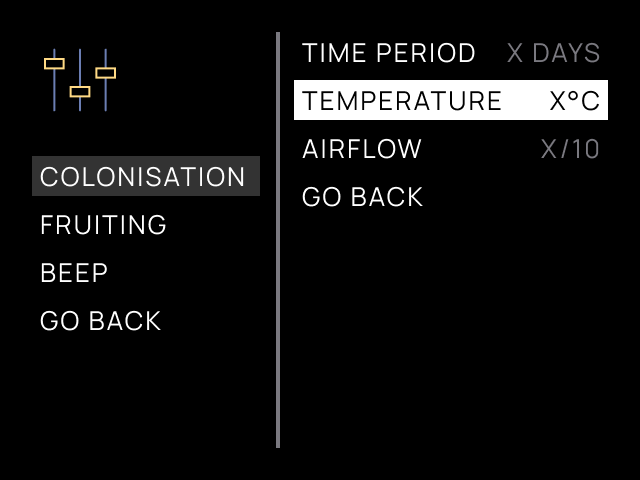 COLONISATION
FRUITING
BEEP
GO BACK
TIME PERIOD X DAYS
TEMPERATURE X°C
AIRFLOW X/10
GO BACK